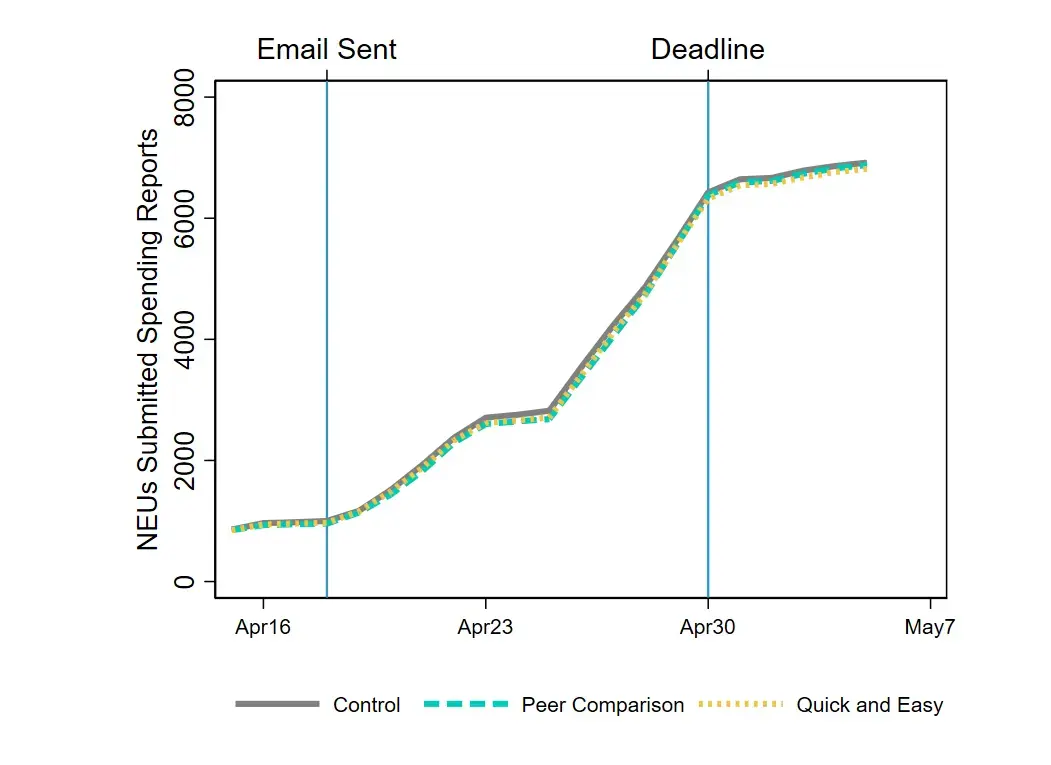 Email Sent
Deadline
NEUs Submitted Spending Reports
8000
6000
4000
2000
0
Apr16
Apr23
Apr30
May7
Control
Peer Comparison
Quick and Easy